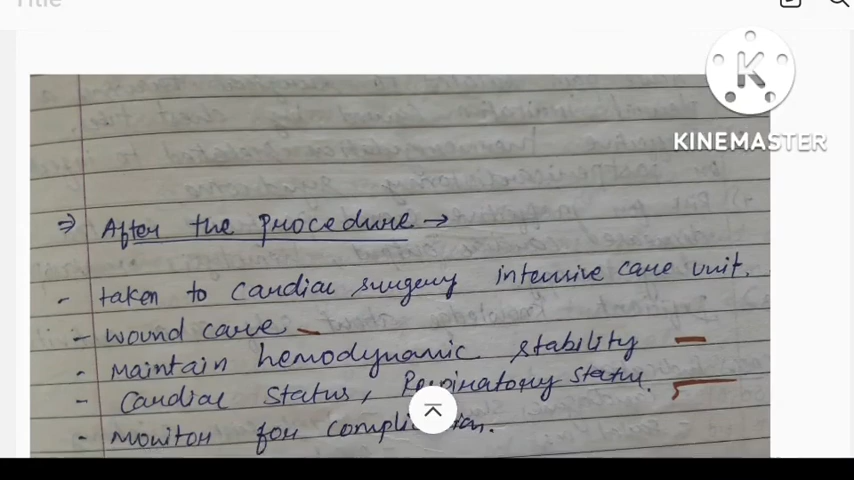 Title
KINEMASTER
⇒ After the procedure →
- taken to cardiac surgery intensive care unit.
- wound care
- maintain hemodynamic stability
- Cardiac status, Respiratory status.
- monitor for